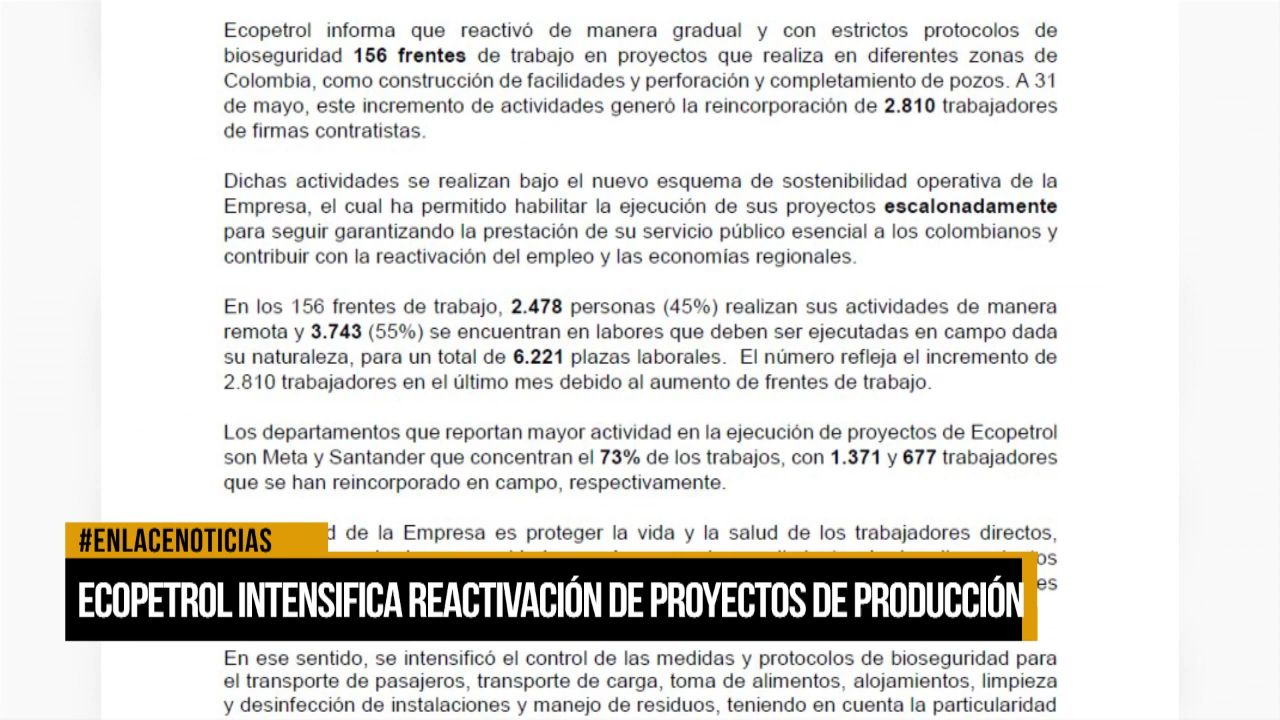 Ecopetrol informa que reactivó de manera gradual y con estrictos protocolos de
bioseguridad 156 frentes de trabajo en proyectos que realiza en diferentes zonas de
Colombia, como construcción de facilidades y perforación y completamiento de pozos. A 31
de mayo, este incremento de actividades generó la reincorporación de 2.810 trabajadores
de firmas contratistas.
Dichas actividades se realizan bajo el nuevo esquema de sostenibilidad operativa de la
Empresa, el cual ha permitido habilitar la ejecución de sus proyectos escalonadamente
para seguir garantizando la prestación de su servicio público esencial a los colombianos y
contribuir con la reactivación del empleo y las economías regionales.
En los 156 frentes de trabajo, 2.478 personas (45%) realizan sus actividades de manera
remota y 3.743 (55%) se encuentran en labores que deben ser ejecutadas en campo dada
su naturaleza, para un total de 6.221 plazas laborales. El número refleja el incremento de
2.810 trabajadores en el último mes debido al aumento de frentes de trabajo.
Los departamentos que reportan mayor actividad en la ejecución de proyectos de Ecopetrol
son Meta y Santander que concentran el 73% de los trabajos, con 1.371 y 677 trabajadores
que se han reincorporado en campo, respectivamente.
de la Empresa es proteger la vida y la salud de los trabajadores directos,
#ENLACENOTICIAS
ECOPETROL INTENSIFICA REACTIVACIÓN DE PROYECTOS DE PRODUCCIÓN
En ese sentido, se intensificó el control de las medidas y protocolos de bioseguridad para
el transporte de pasajeros, transporte de carga, toma de alimentos, alojamientos, limpieza
y desinfección de instalaciones y manejo de residuos, teniendo en cuenta la particularidad